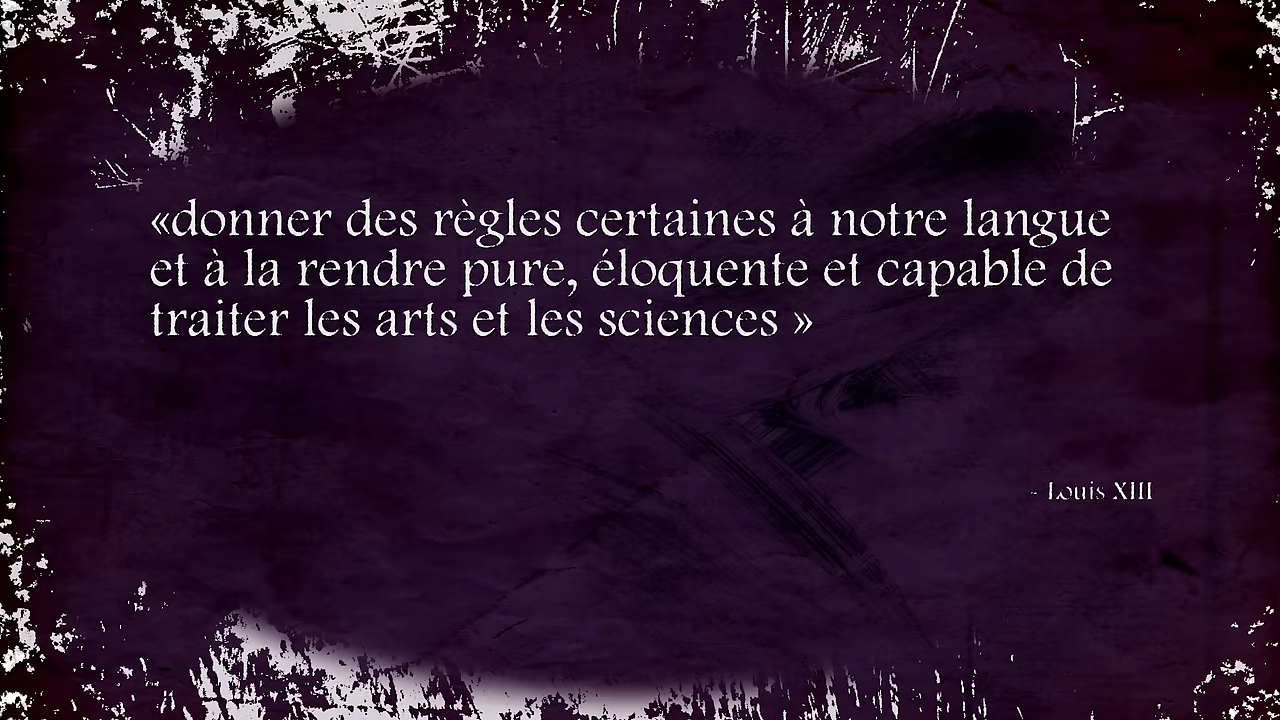 «donner des règles certaines à notre langue
et à la rendre pure, éloquente et capable de
traiter les arts et les sciences »
- Louis XIII